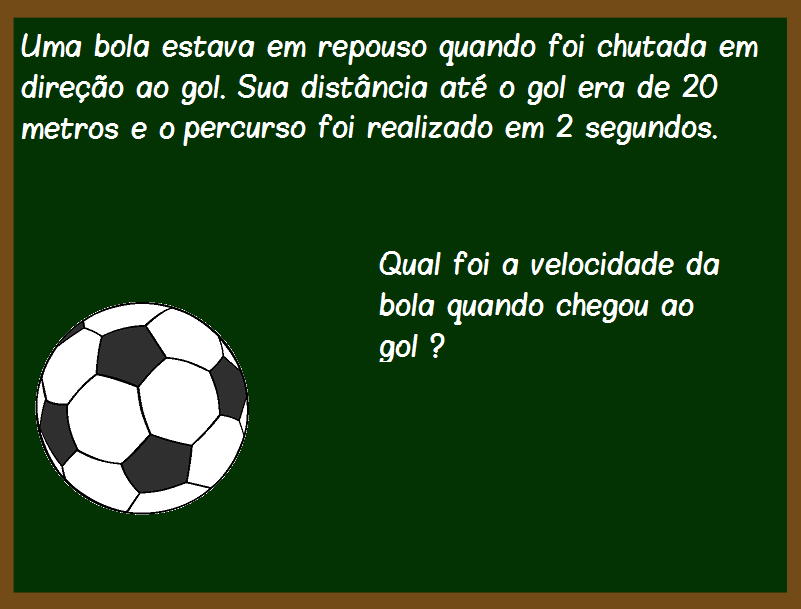 Uma bola estava em repouso quando foi chutada em
direção ao gol. Sua distância até o gol era de 20
metros e o percurso foi realizado em 2 segundos.
Qual foi a velocidade da
bola quando chegou ao
gol ?